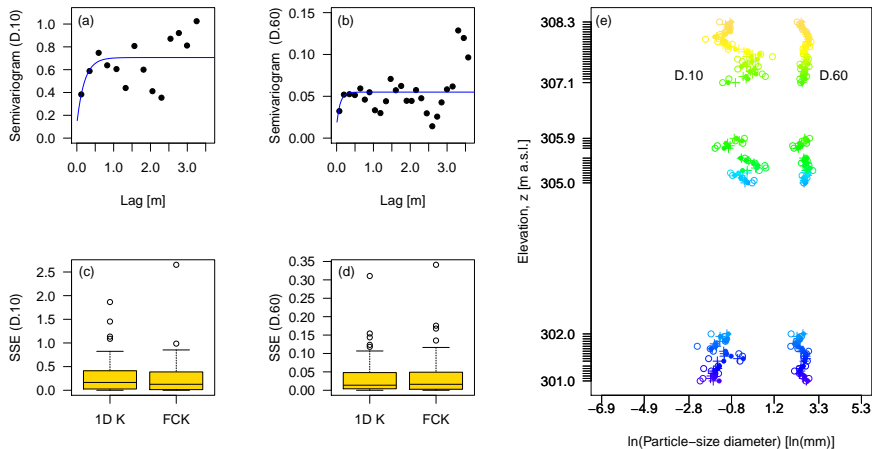 (a)
Semivariogram (D.10)
1.0
0.8
0.6
0.4
0.2
0.0
0.0 1.0 2.0 3.0
Lag [m]
(b)
Semivariogram (D.60)
0.15
0.10
0.05
0.00
0.0 1.0 2.0 3.0
Lag [m]
(c)
SSE (D.10)
2.5
2.0
1.5
1.0
0.5
0.0
1D K FCK
(d)
SSE (D.60)
0.35
0.30
0.25
0.20
0.15
0.10
0.05
0.00
1D K FCK
(e)
Elevation, z [m a.s.l.]
308.3
307.1
305.9
305.0
302.0
301.0
D.10 D.60
−6.9 −4.9 −2.8 −0.8 1.2 3.3 5.3
ln(Particle−size diameter) [ln(mm)]